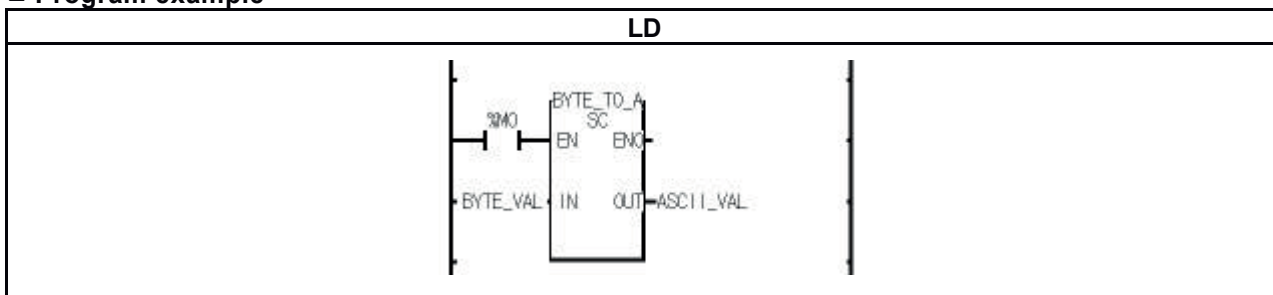 ■ Program example
LD
BYTE_TO_A
SC
%M0
EN ENO
BYTE_VAL IN OUT ASCII_VAL